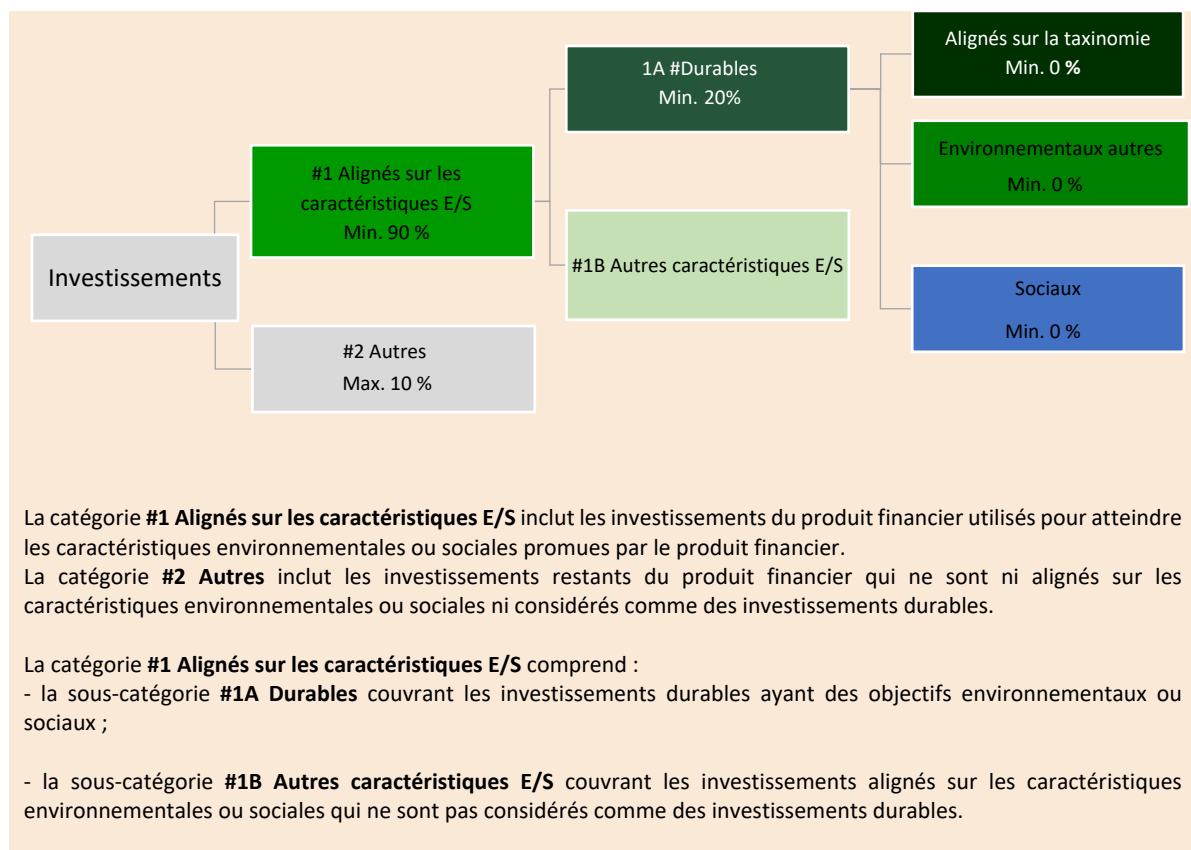 Investissements
#1 Alignés sur les
caractéristiques E/S
Min. 90 %
#2 Autres
Max. 10 %
1A #Durables
Min. 20%
#1B Autres caractéristiques E/S
Alignés sur la taxinomie
Min. 0 %
Environnementaux autres
Min. 0 %
Sociaux
Min. 0 %
La catégorie #1 Alignés sur les caractéristiques E/S inclut les investissements du produit financier utilisés pour atteindre
les caractéristiques environnementales ou sociales promues par le produit financier.
La catégorie #2 Autres inclut les investissements restants du produit financier qui ne sont ni alignés sur les
caractéristiques environnementales ou sociales ni considérés comme des investissements durables.
La catégorie #1 Alignés sur les caractéristiques E/S comprend :
- la sous-catégorie #1A Durables couvrant les investissements durables ayant des objectifs environnementaux ou
sociaux ;
- la sous-catégorie #1B Autres caractéristiques E/S couvrant les investissements alignés sur les caractéristiques
environnementales ou sociales qui ne sont pas considérés comme des investissements durables.